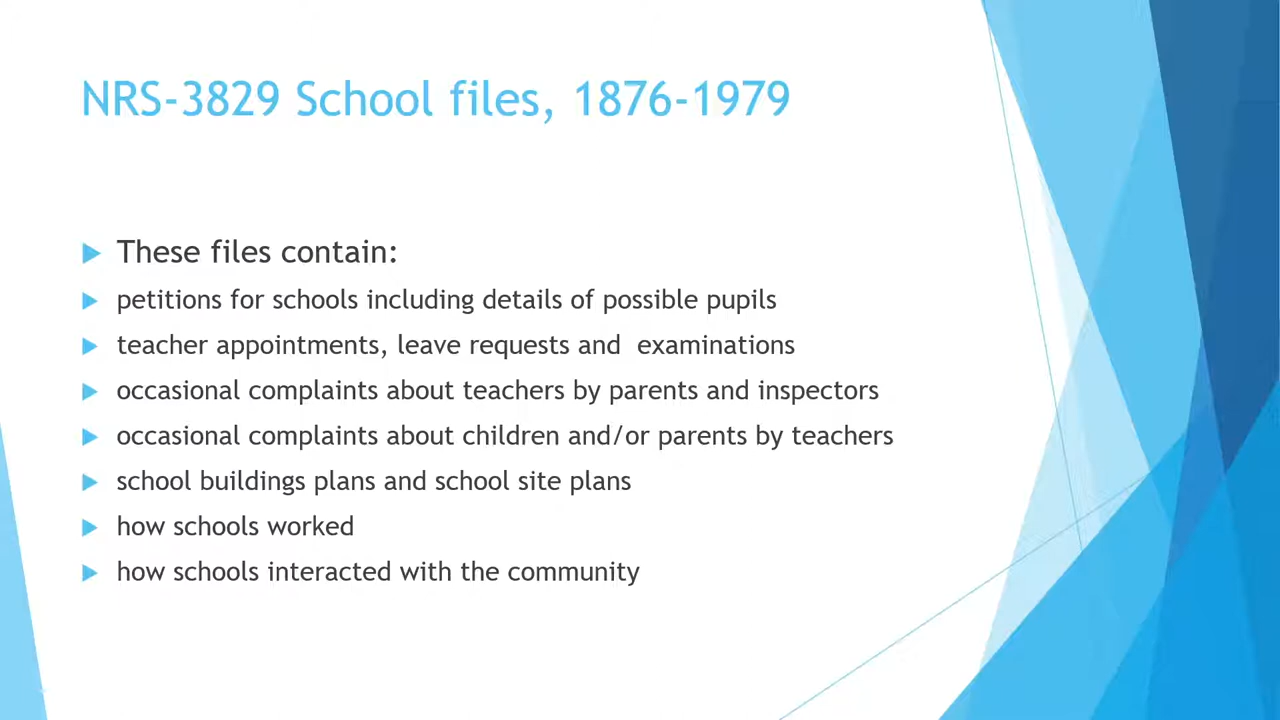 NRS-3829 School files, 1876-1979
These files contain:
petitions for schools including details of possible pupils
teacher appointments, leave requests and  examinations
occasional complaints about teachers by parents and inspectors
occasional complaints about children and/or parents by teachers
school buildings plans and school site plans
how schools worked
how schools interacted with the community